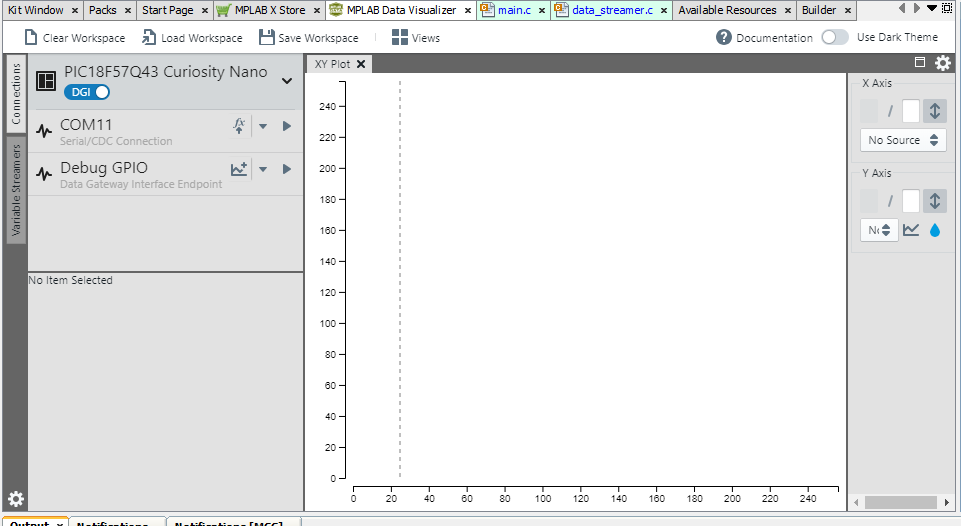 Kit Window × Packs × Start Page × MPLAB X Store × MPLAB Data Visualizer × main.c × data_streamer.c × Available Resources × Builder ×
Clear Workspace Load Workspace Save Workspace Views Documentation Use Dark Theme
Connections
Variable Streamers
PIC18F57Q43 Curiosity Nano
DGI
COM11
Serial/CDC Connection
Debug GPIO
Data Gateway Interface Endpoint
No Item Selected
XY Plot ×
240
220
200
180
160
140
120
100
80
60
40
20
0
0 20 40 60 80 100 120 140 160 180 200 220 240
X Axis
/
No Source
Y Axis
/
Output × Notifications Notifications [MCC]